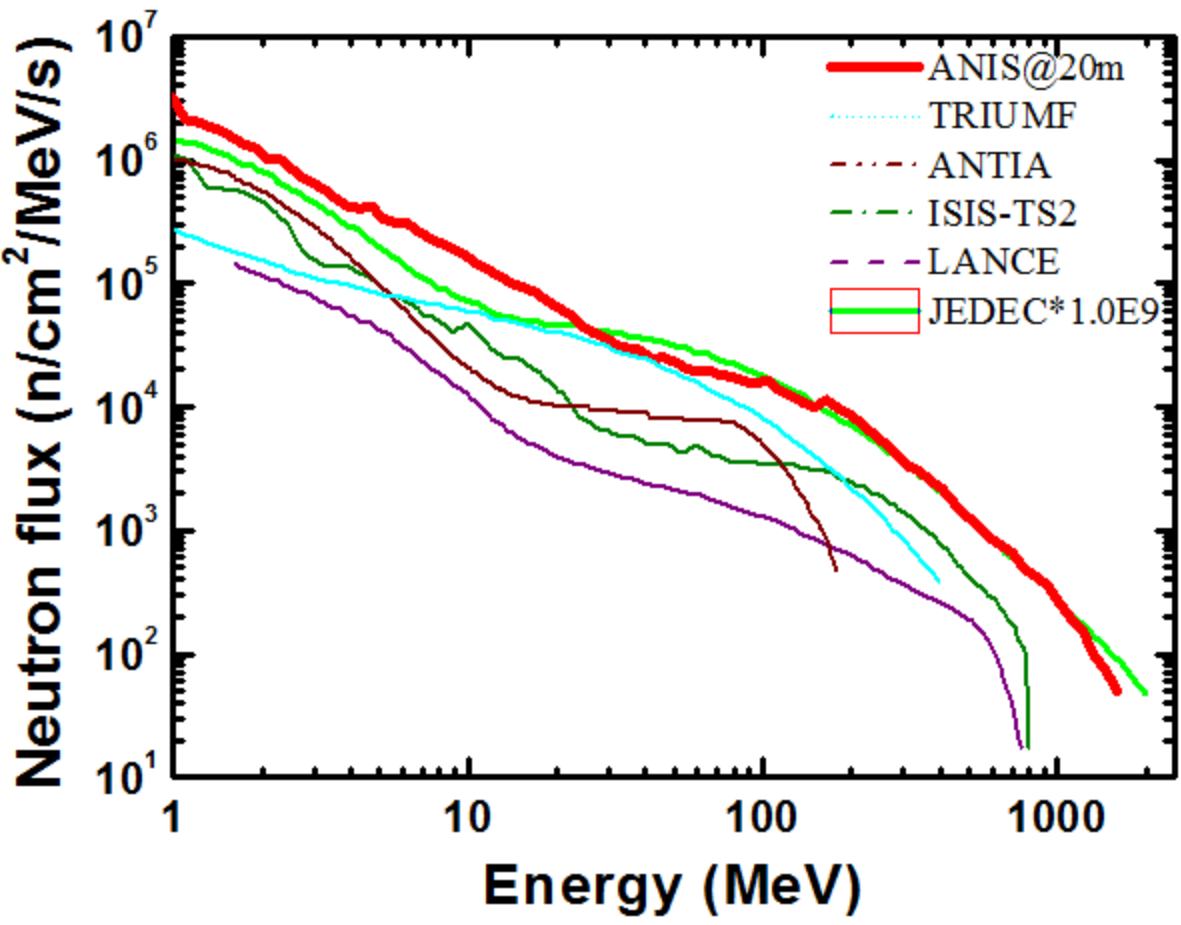 10^7
10^6
10^5
10^4
10^3
10^2
10^1
Neutron flux (n/cm^2/MeV/s)
ANIS@20m
TRIUMF
ANTIA
ISIS-TS2
LANCE
JEDEC*1.0E9
1 10 100 1000
Energy (MeV)